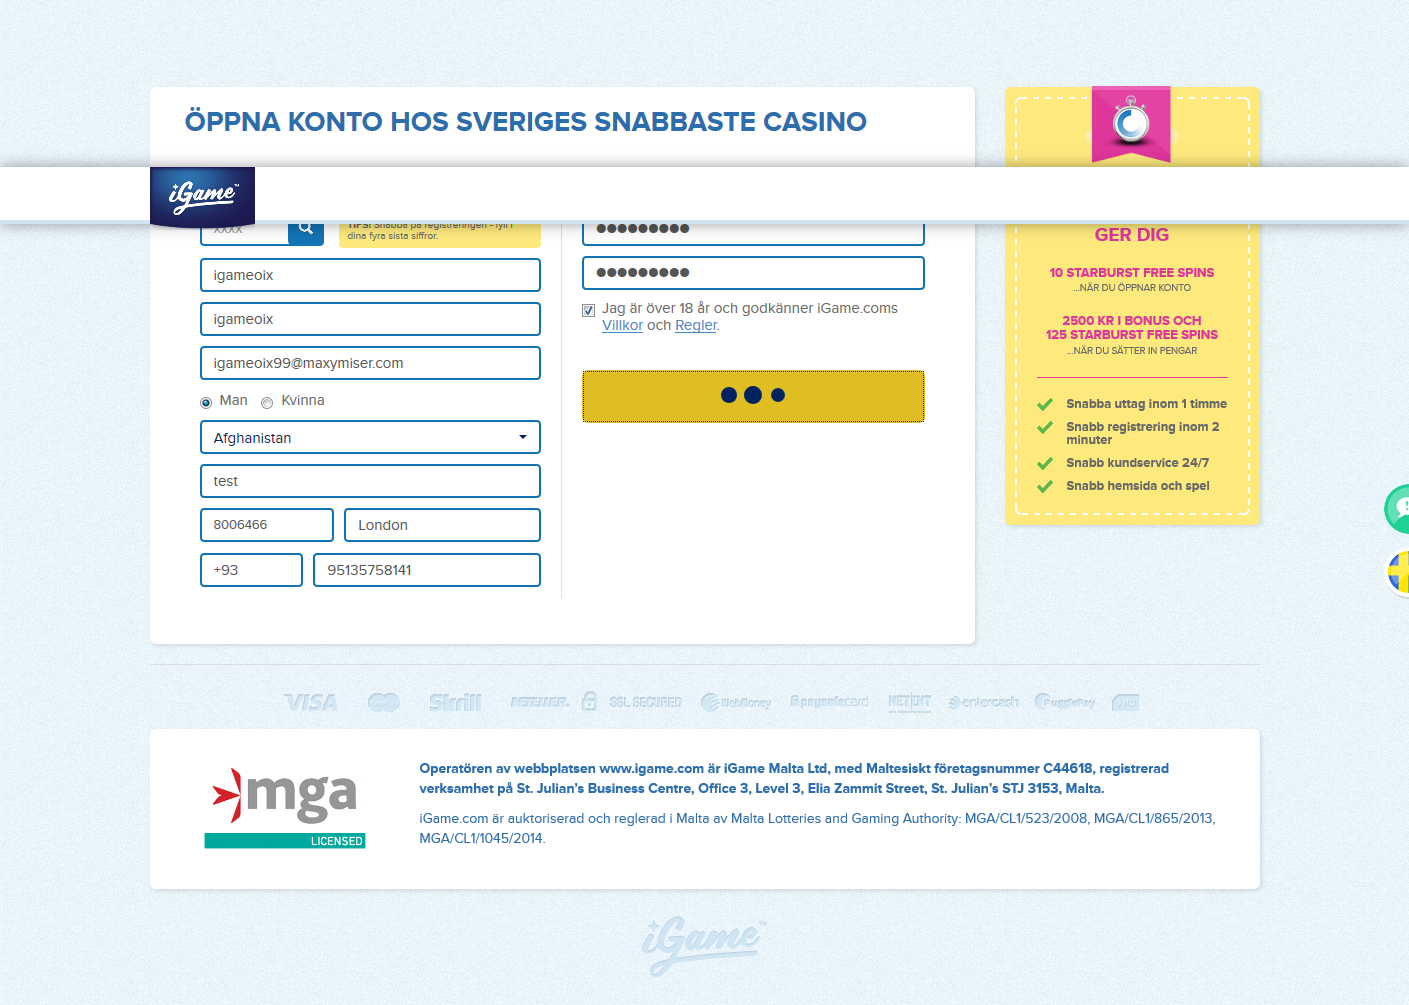 ÖPPNA KONTO HOS SVERIGES SNABBASTE CASINO
iGame™
XXXX
TIPS! Snabba på registreringen - fyll i
dina fyra sista siffror.
igameoix
igameoix
igameoix99@maxymiser.com
Man Kvinna
Afghanistan
test
8006466 London
+93 95135758141
●●●●●●●●●
●●●●●●●●●
Jag är över 18 år och godkänner iGame.coms
Villkor och Regler.
GER DIG
10 STARBURST FREE SPINS
...NÄR DU ÖPPNAR KONTO
2500 KR I BONUS OCH
125 STARBURST FREE SPINS
...NÄR DU SÄTTER IN PENGAR
Snabba uttag inom 1 timme
Snabb registrering inom 2
minuter
Snabb kundservice 24/7
Snabb hemsida och spel
VISA Skrill NETELLER SSL SECURED WebMoney paysafecard NETENT entercash PugglePay
mga
LICENSED
Operatören av webbplatsen www.igame.com är iGame Malta Ltd, med Maltesiskt företagsnummer C44618, registrerad
verksamhet på St. Julian's Business Centre, Office 3, Level 3, Elia Zammit Street, St. Julian's STJ 3153, Malta.
iGame.com är auktoriserad och reglerad i Malta av Malta Lotteries and Gaming Authority: MGA/CL1/523/2008, MGA/CL1/865/2013,
MGA/CL1/1045/2014.
iGame™